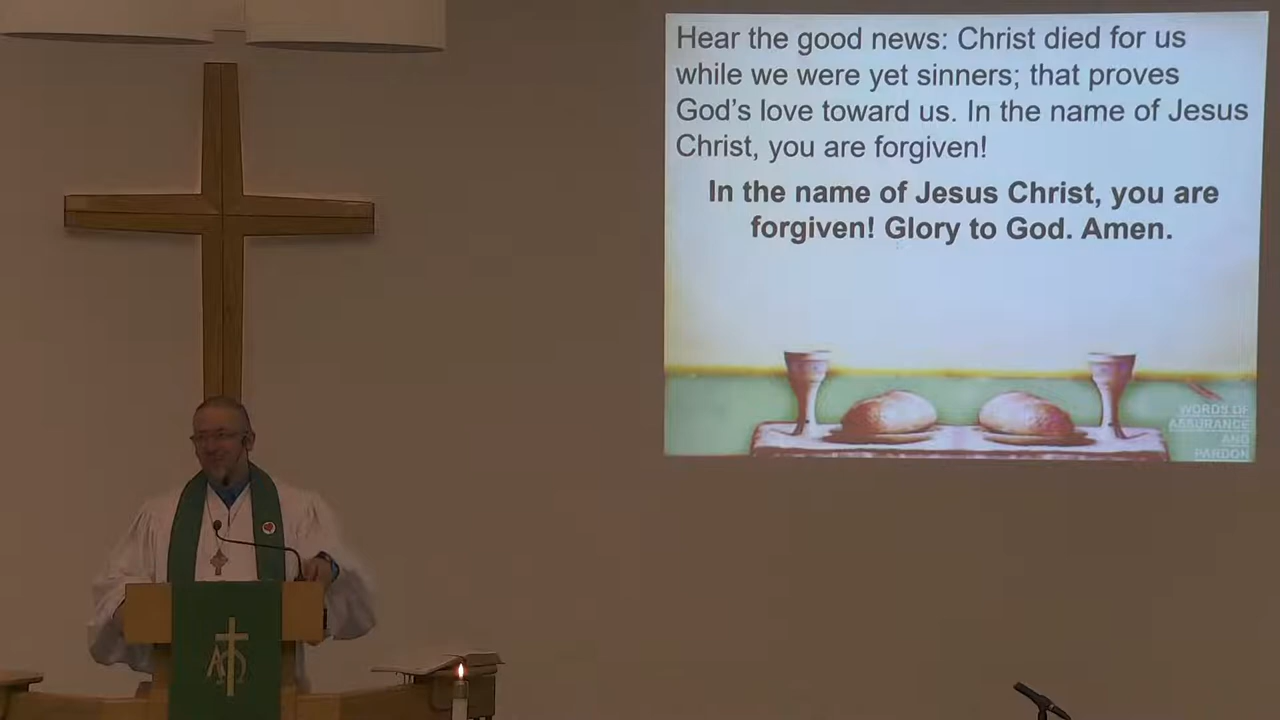 Hear the good news: Christ died for us
while we were yet sinners; that proves
God's love toward us. In the name of Jesus
Christ, you are forgiven!
In the name of Jesus Christ, you are
forgiven! Glory to God. Amen.
WORDS OF
ASSURANCE
AND
PARDON
ΑΩ